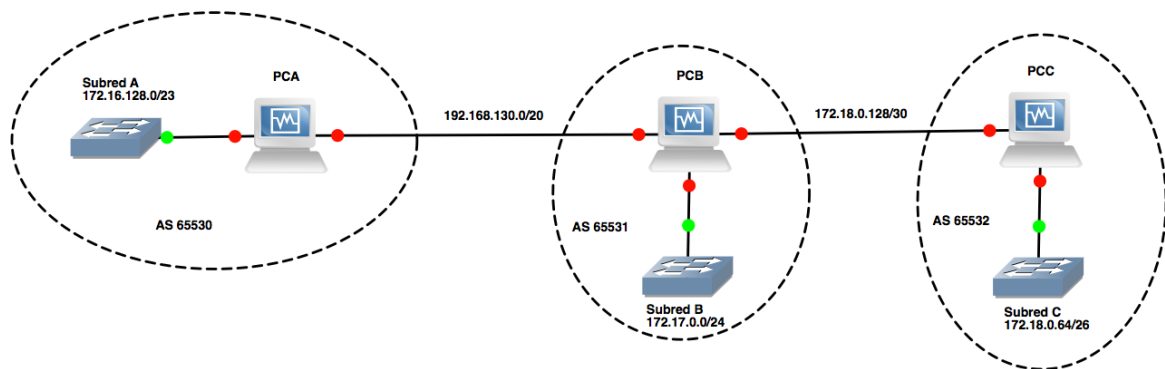 Subred A
172.16.128.0/23
PCA
AS 65530
192.168.130.0/20
PCB
AS 65531
Subred B
172.17.0.0/24
172.18.0.128/30
PCC
AS 65532
Subred C
172.18.0.64/26